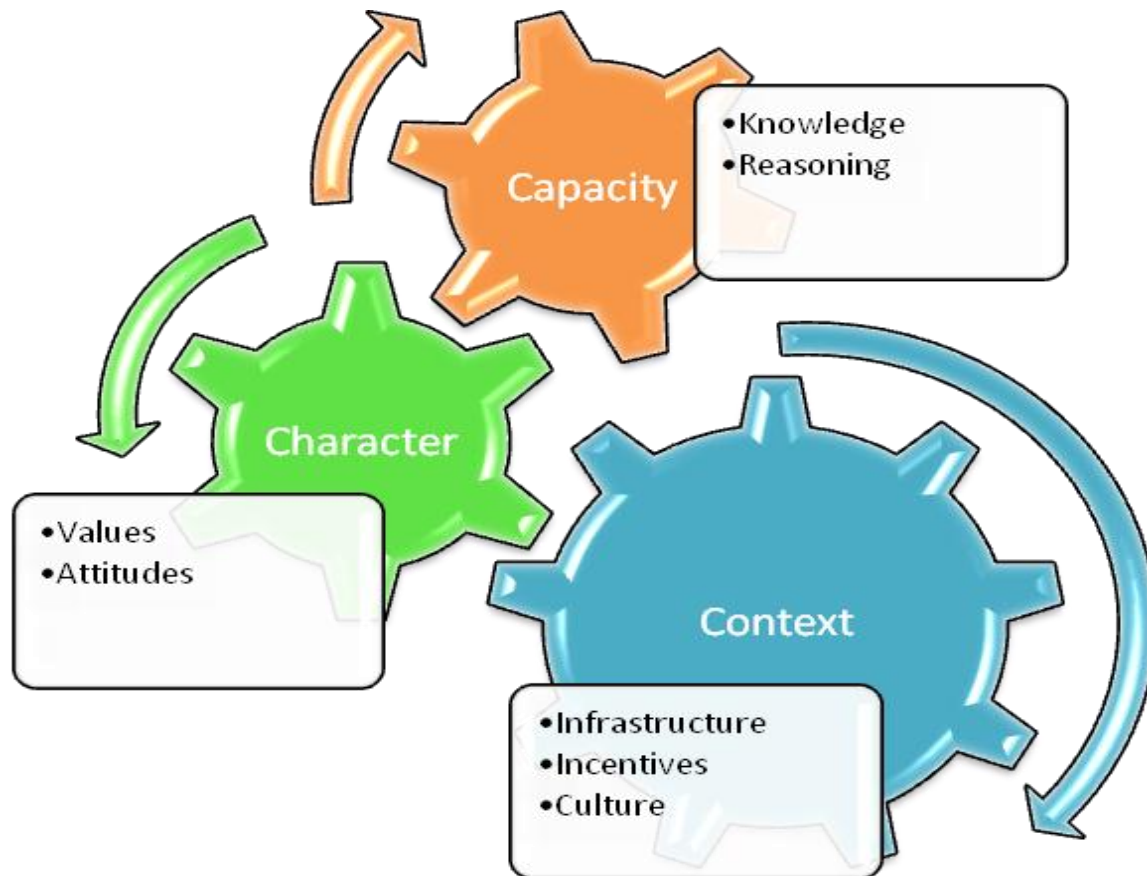 Capacity
•Knowledge
•Reasoning
Character
•Values
•Attitudes
Context
•Infrastructure
•Incentives
•Culture